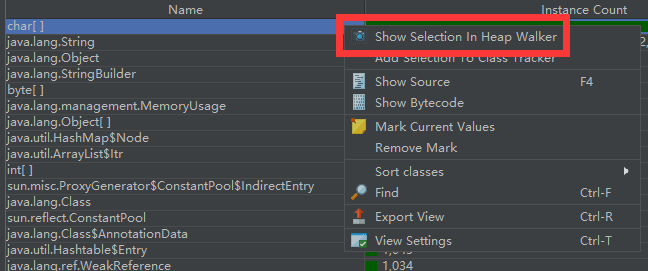 Name
Instance Count
char[ ]
java.lang.String
java.lang.Object
java.lang.StringBuilder
byte[ ]
java.lang.management.MemoryUsage
java.lang.Object[ ]
java.util.HashMap$Node
java.util.ArrayList$Itr
int[ ]
sun.misc.ProxyGenerator$ConstantPool$IndirectEntry
java.lang.Class
sun.reflect.ConstantPool
java.lang.Class$AnnotationData
java.util.Hashtable$Entry
java.lang.ref.WeakReference
1,034
Show Selection In Heap Walker
Add Selection To Class Tracker
Show Source F4
Show Bytecode
Mark Current Values
Remove Mark
Sort classes
Find Ctrl-F
Export View Ctrl-R
View Settings Ctrl-T